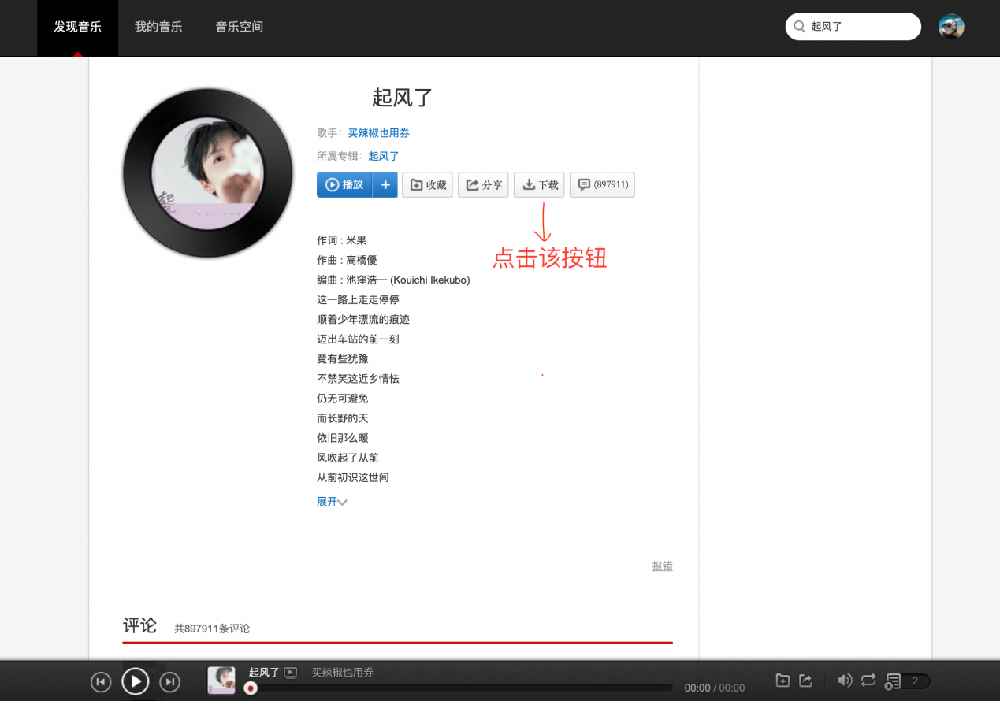 发现音乐 我的音乐 音乐空间 起风了
起风了
歌手：买辣椒也用券
所属专辑：起风了
播放 + 收藏 分享 下载 (897911)
点击该按钮
作词 : 米果
作曲 : 高橋優
编曲 : 池窪浩一 (Kouichi Ikekubo)
这一路上走走停停
顺着少年漂流的痕迹
迈出车站的前一刻
竟有些犹豫
不禁笑这近乡情怯
仍无可避免
而长野的天
依旧那么暖
风吹起了从前
从前初识这世间
展开
报错
评论 共897911条评论
起风了 买辣椒也用券
00:00 / 00:00 2